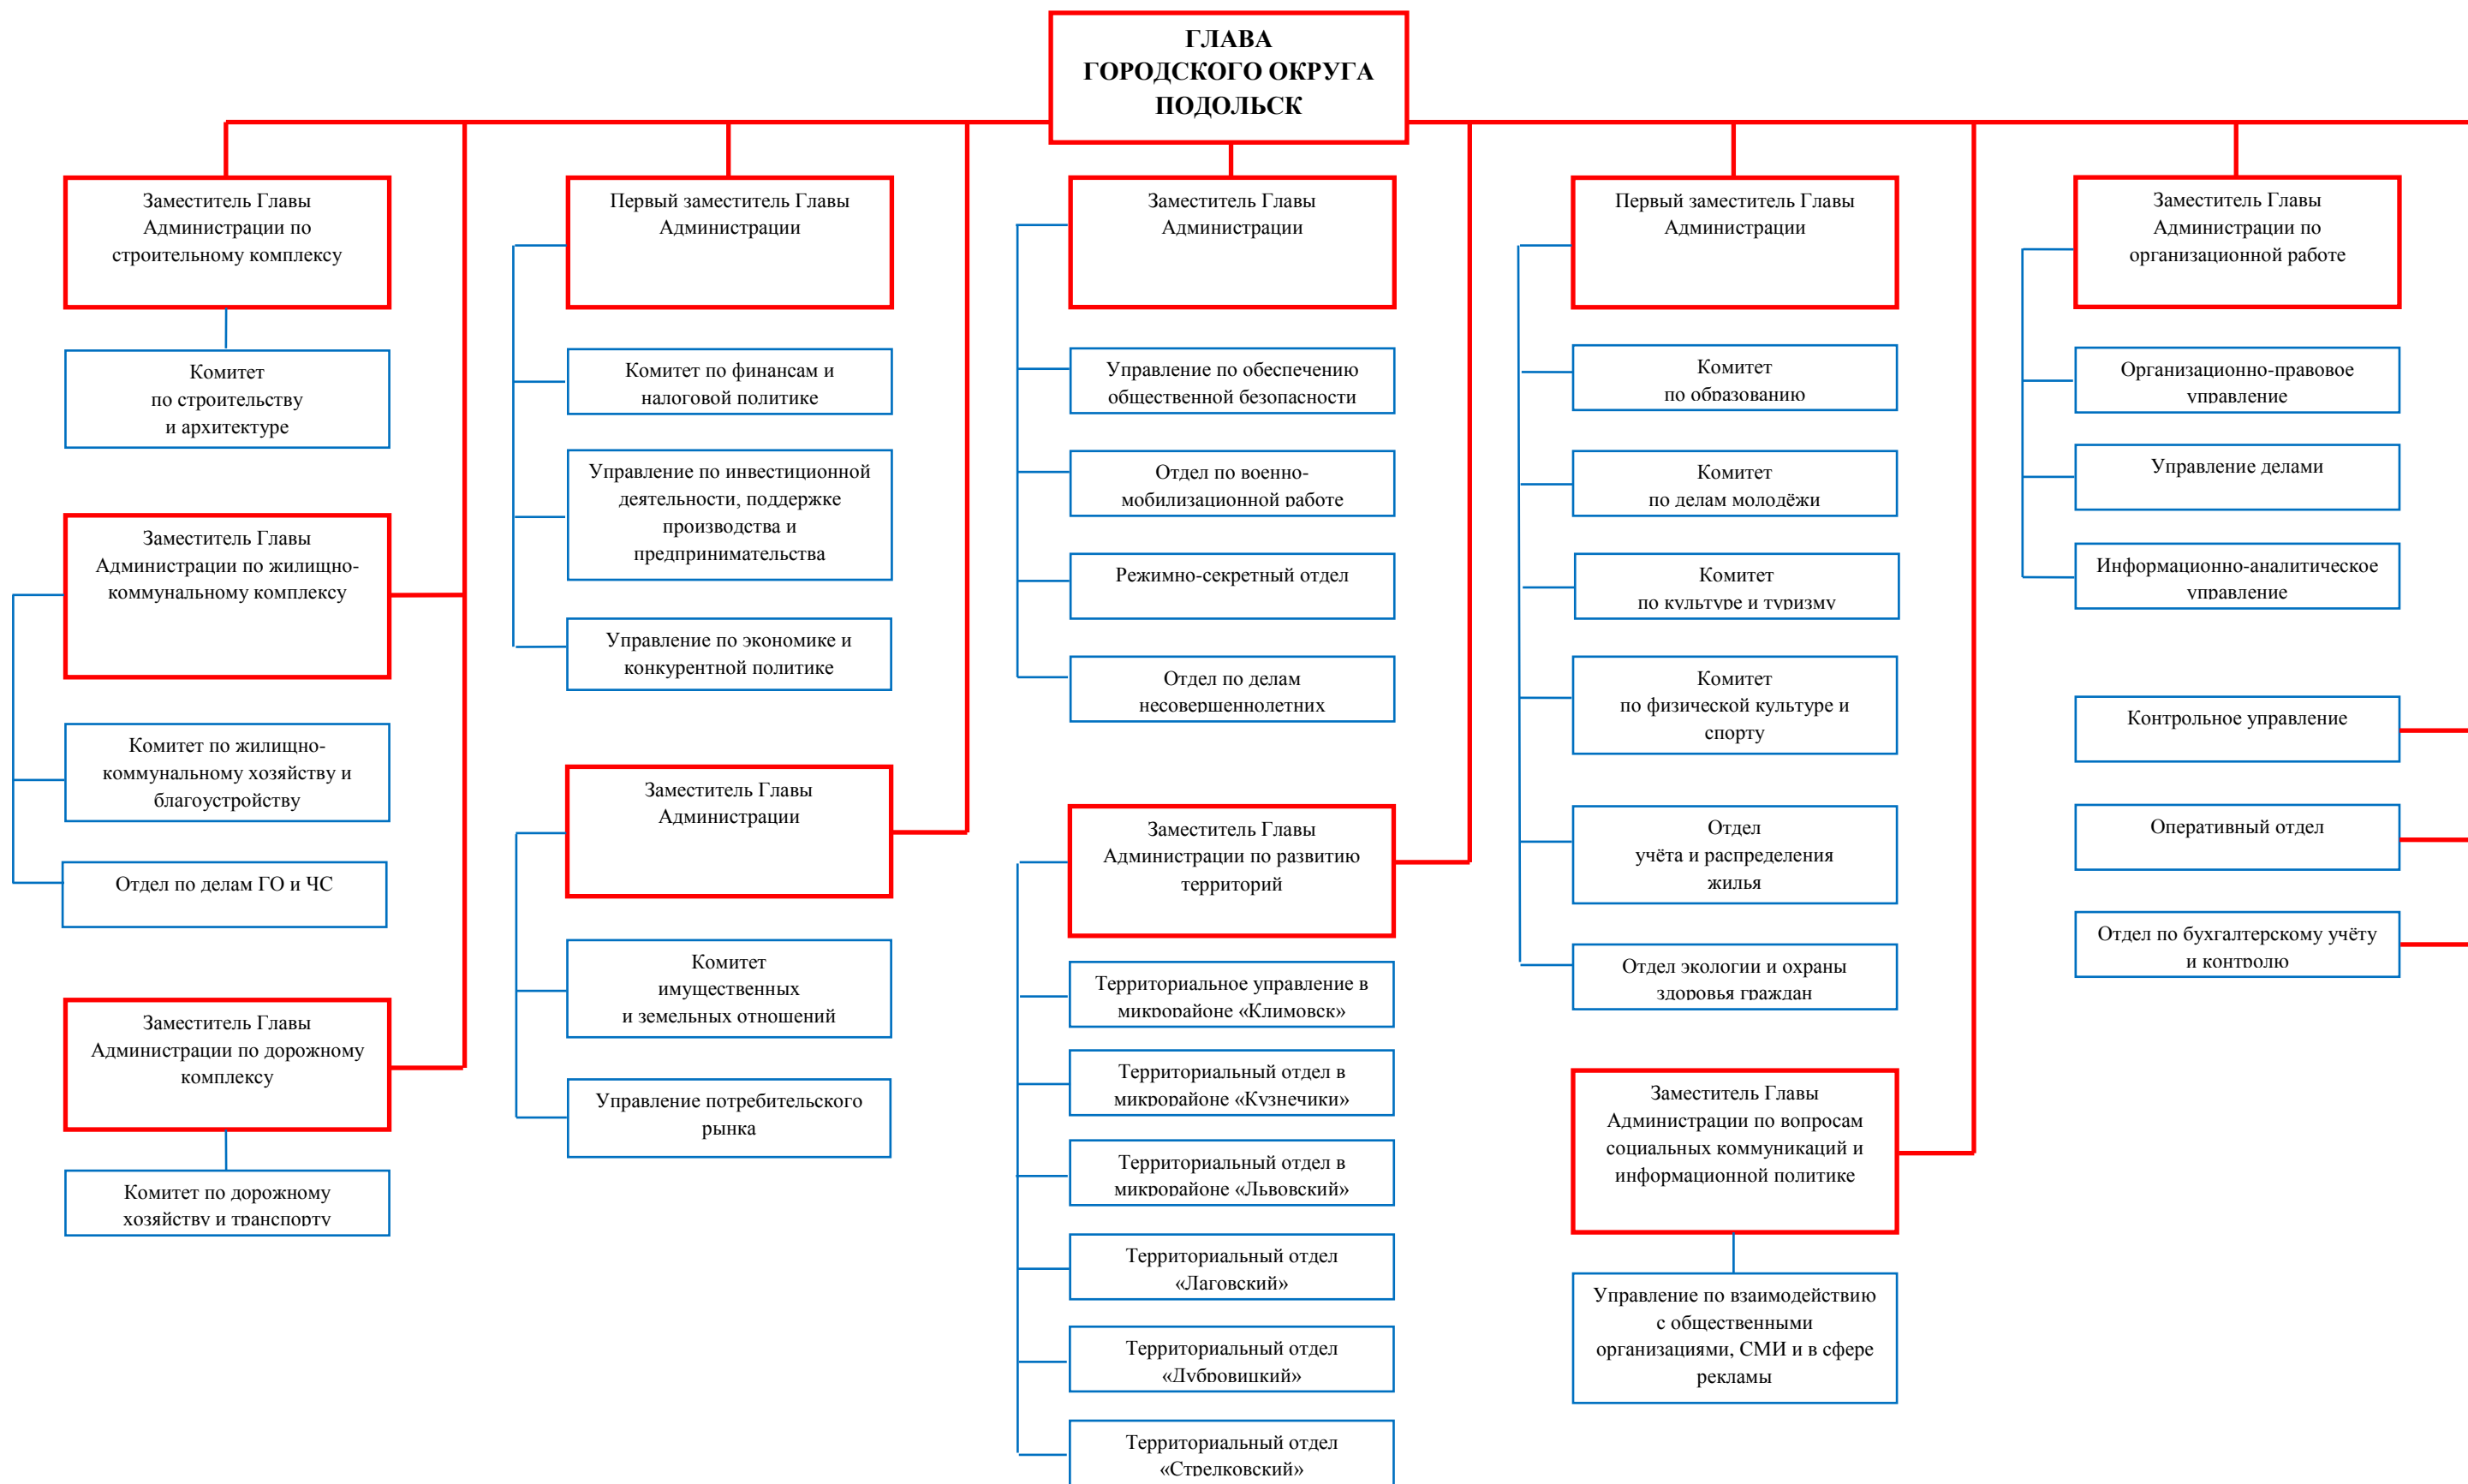 ГЛАВА
ГОРОДСКОГО ОКРУГА
ПОДОЛЬСК
Заместитель Главы
Администрации по
строительному комплексу
Комитет
по строительству
и архитектуре
Заместитель Главы
Администрации по жилищно-
коммунальному комплексу
Комитет по жилищно-
коммунальному хозяйству и
благоустройству
Отдел по делам ГО и ЧС
Заместитель Главы
Администрации по дорожному
комплексу
Комитет по дорожному
хозяйству и транспорту
Первый заместитель Главы
Администрации
Комитет по финансам и
налоговой политике
Управление по инвестиционной
деятельности, поддержке
производства и
предпринимательства
Управление по экономике и
конкурентной политике
Заместитель Главы
Администрации
Комитет
имущественных
и земельных отношений
Управление потребительского
рынка
Заместитель Главы
Администрации
Управление по обеспечению
общественной безопасности
Отдел по военно-
мобилизационной работе
Режимно-секретный отдел
Отдел по делам
несовершеннолетних
Заместитель Главы
Администрации по развитию
территорий
Территориальное управление в
микрорайоне «Климовск»
Территориальный отдел в
микрорайоне «Кузнечики»
Территориальный отдел в
микрорайоне «Львовский»
Территориальный отдел
«Лаговский»
Территориальный отдел
«Дубровицкий»
Территориальный отдел
«Стрелковский»
Первый заместитель Главы
Администрации
Комитет
по образованию
Комитет
по делам молодёжи
Комитет
по культуре и туризму
Комитет
по физической культуре и
спорту
Отдел
учёта и распределения
жилья
Отдел экологии и охраны
здоровья граждан
Заместитель Главы
Администрации по вопросам
социальных коммуникаций и
информационной политике
Управление по взаимодействию
с общественными
организациями, СМИ и в сфере
рекламы
Заместитель Главы
Администрации по
организационной работе
Организационно-правовое
управление
Управление делами
Информационно-аналитическое
управление
Контрольное управление
Оперативный отдел
Отдел по бухгалтерскому учёту
и контролю